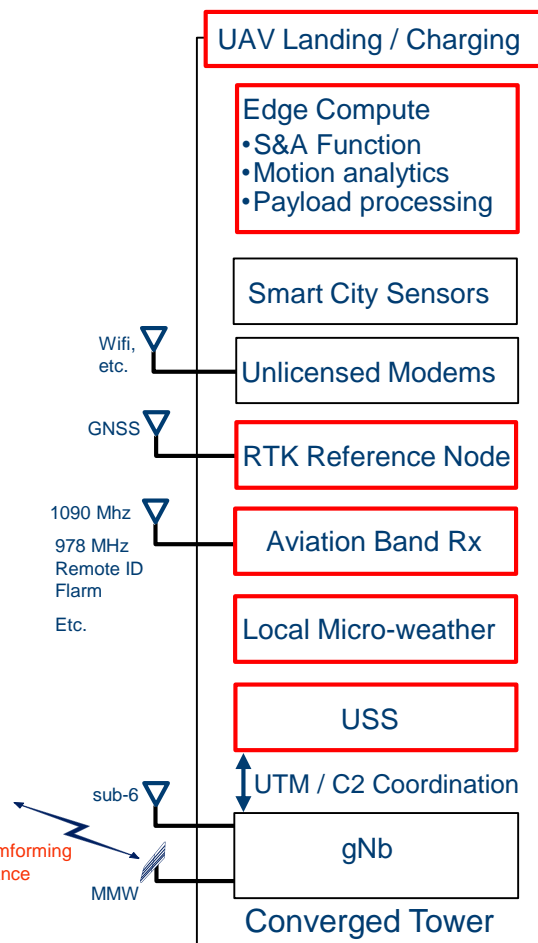 UAV Landing / Charging
Edge Compute
•S&A Function
•Motion analytics
•Payload processing
Smart City Sensors
Wifi,
etc.
Unlicensed Modems
GNSS
RTK Reference Node
1090 Mhz
978 MHz
Remote ID
Flarm
Etc.
Aviation Band Rx
Local Micro-weather
USS
UTM / C2 Coordination
sub-6
gNb
MMW
Converged Tower